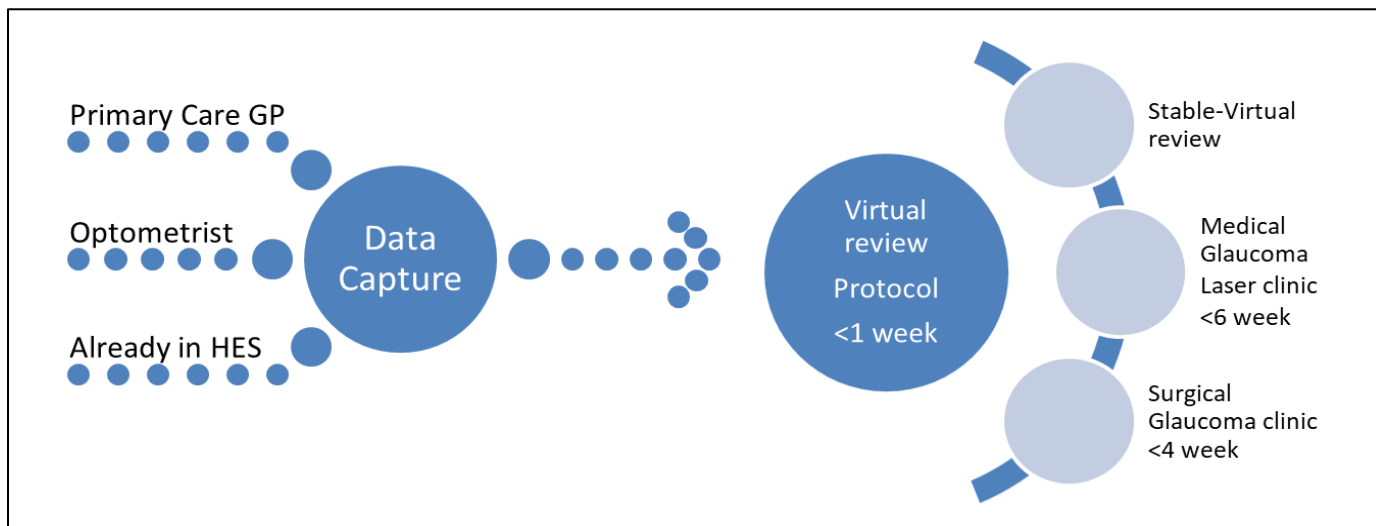 Primary Care GP
Optometrist
Already in HES
Data
Capture
Virtual
review
Protocol
<1 week
Stable-Virtual
review
Medical
Glaucoma
Laser clinic
<6 week
Surgical
Glaucoma clinic
<4 week